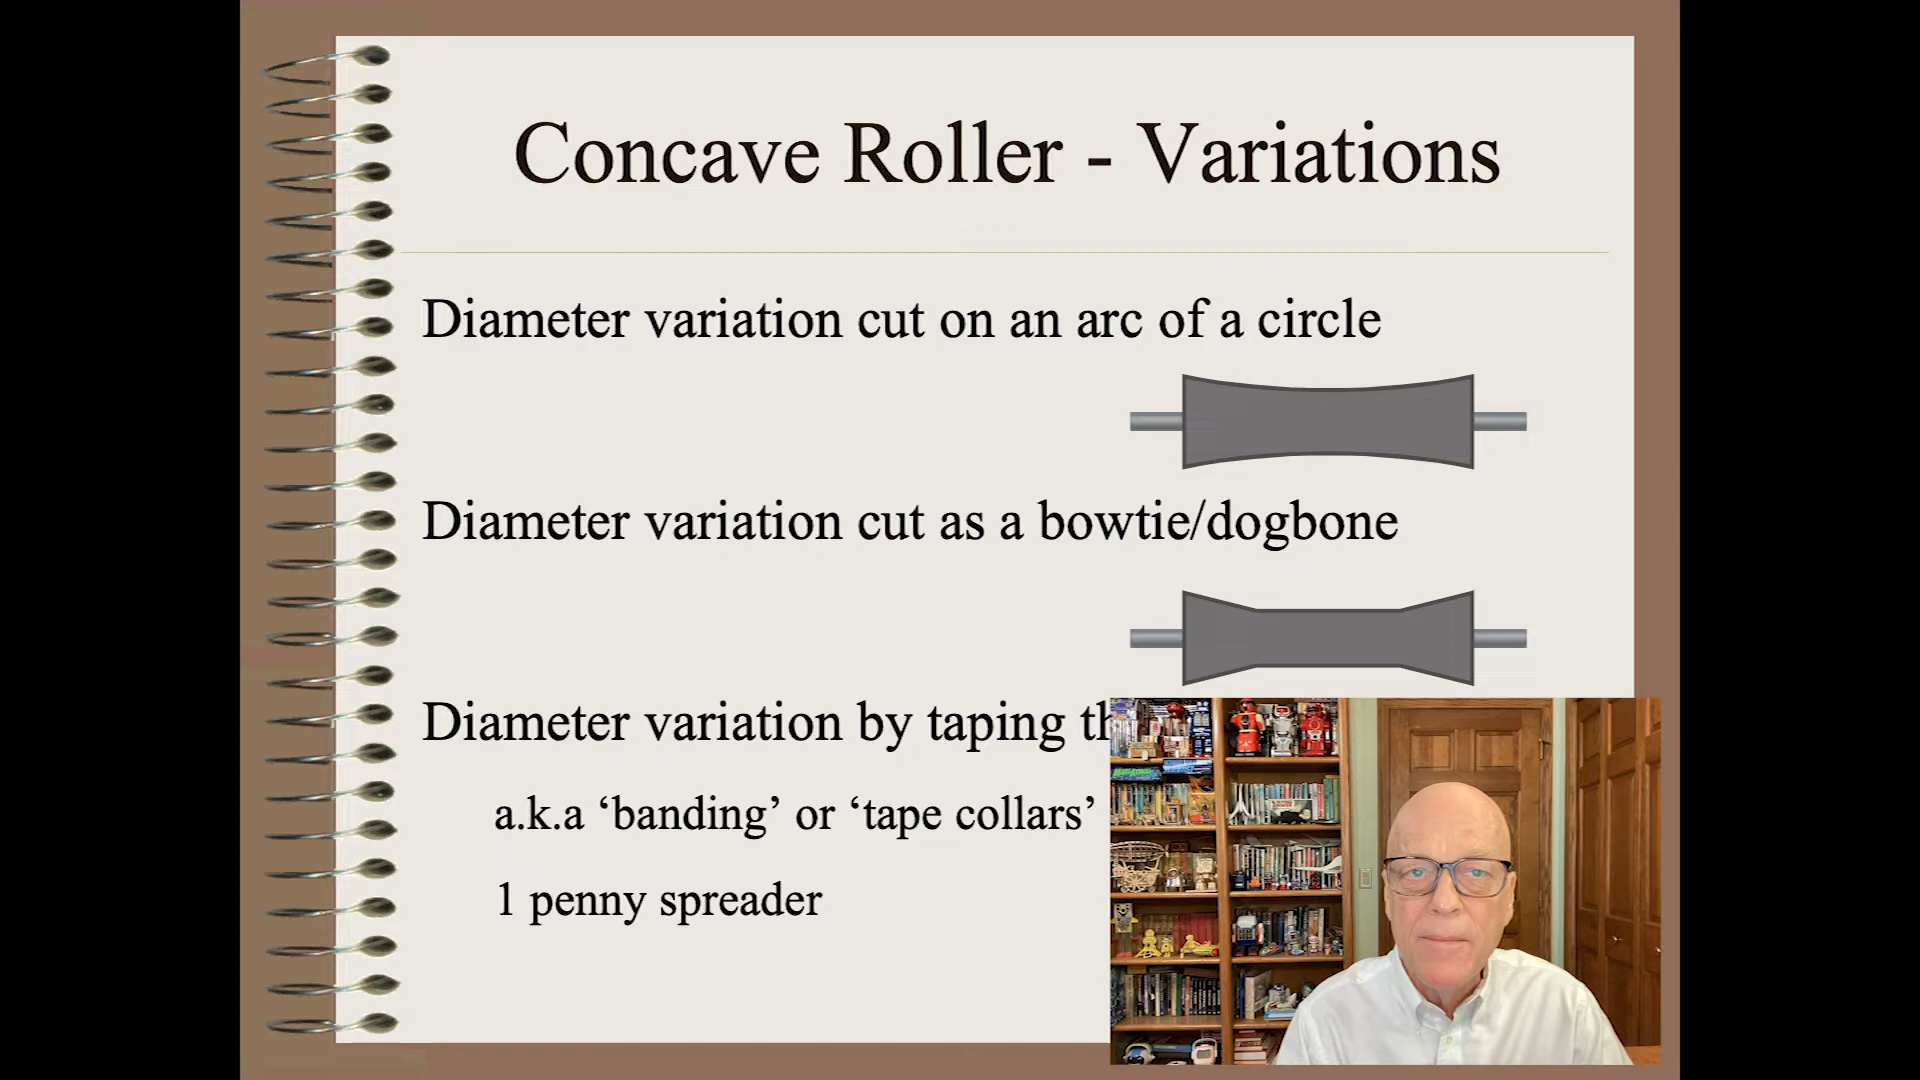 Concave Roller - Variations
Diameter variation cut on an arc of a circle
Diameter variation cut as a bowtie/dogbone
Diameter variation by taping
a.k.a ‘banding’ or ‘tape collars’
1 penny spreader